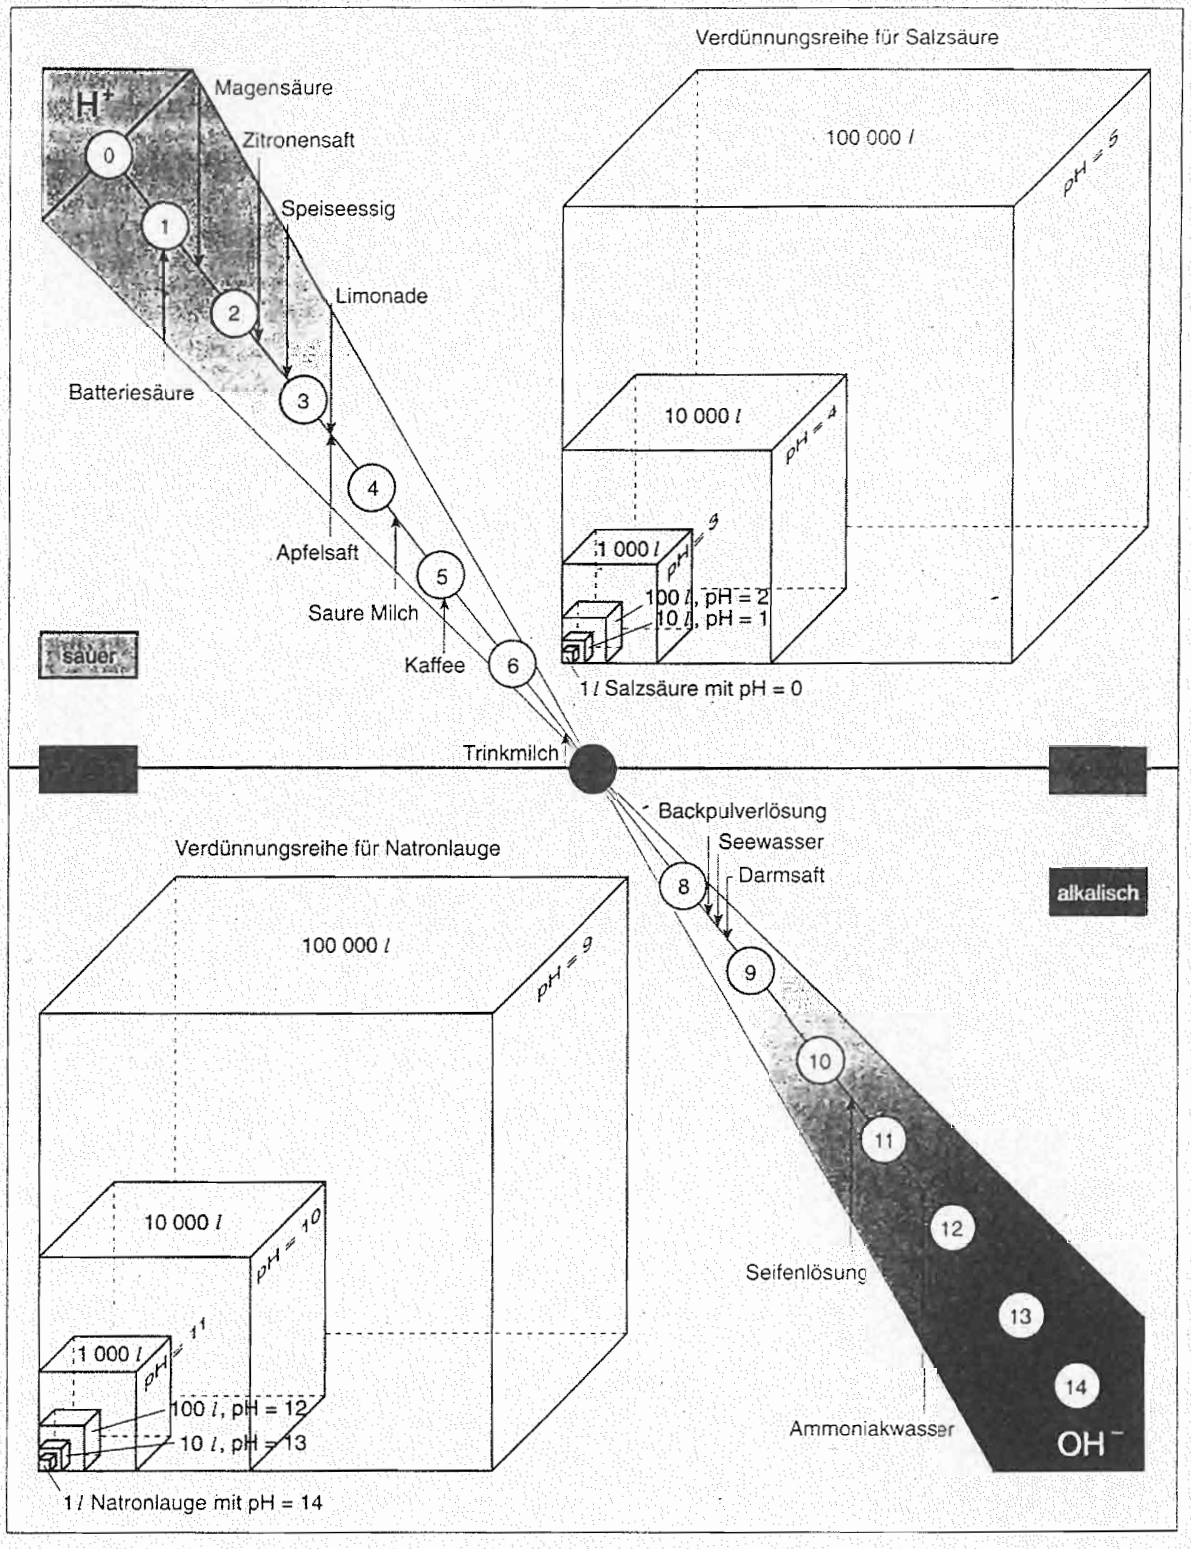 Verdünnungsreihe für Salzsäure
H⁺
Magensäure
0
Zitronensaft
100 000 l
pH = 5
Speiseessig
1
Limonade
2
Batteriesäure
3
10 000 l
pH = 4
4
Apfelsaft
1 000 l
pH = 3
5
Saure Milch
100 l, pH = 2
10 l, pH = 1
sauer
Kaffee
6
1 l Salzsäure mit pH = 0
Trinkmilch
Backpulverlösung
Verdünnungsreihe für Natronlauge
Seewasser
Darmsaft
8
alkalisch
100 000 l
pH = 9
9
10
11
10 000 l
pH = 10
12
Seifenlösung
13
1 000 l
pH = 11
14
100 l, pH = 12
Ammoniakwasser
10 l, pH = 13
OH⁻
1 l Natronlauge mit pH = 14